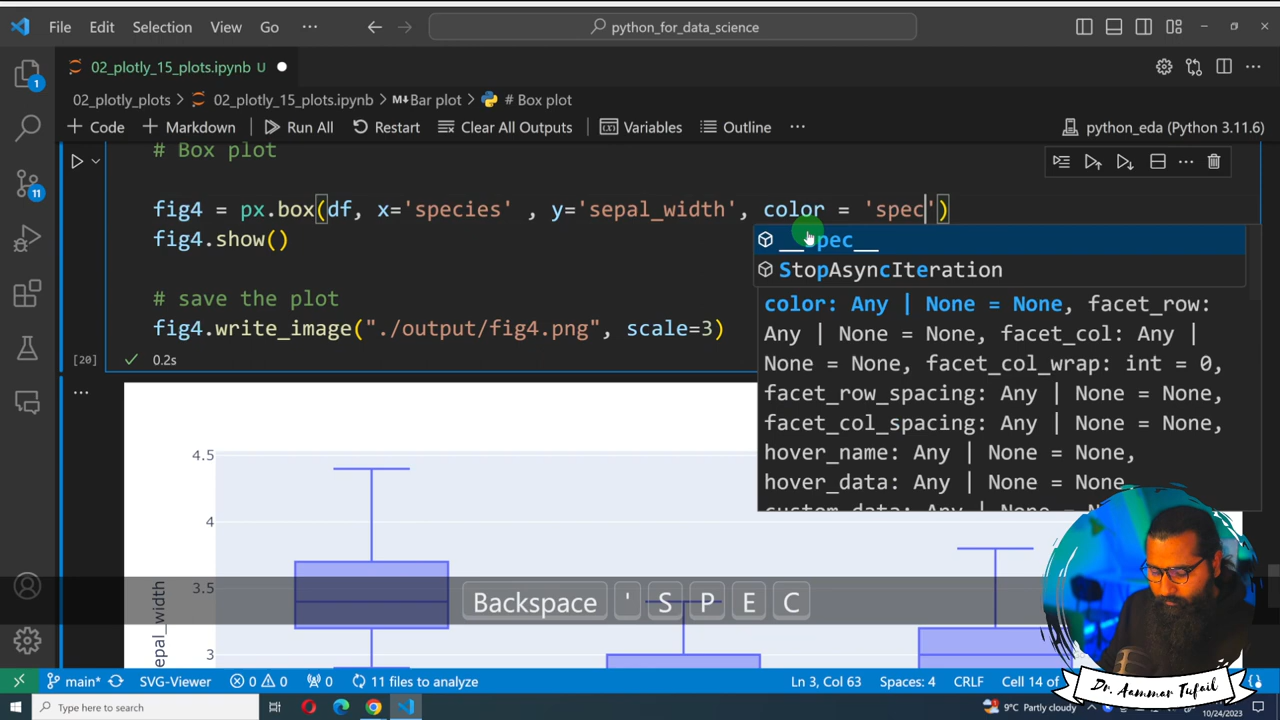 File Edit Selection View Go ··· python_for_data_science
02_plotly_15_plots.ipynb U
02_plotly_plots > 02_plotly_15_plots.ipynb > M↓Bar plot > # Box plot
+ Code + Markdown Run All Restart Clear All Outputs Variables Outline ··· python_eda (Python 3.11.6)
1
11
# Box plot
fig4 = px.box(df, x='species' , y='sepal_width', color = 'spec')
fig4.show()
__spec__
StopAsyncIteration
# save the plot
fig4.write_image("./output/fig4.png", scale=3)
[20] 0.2s
color: Any | None = None, facet_row:
Any | None = None, facet_col: Any |
None = None, facet_col_wrap: int = 0,
facet_row_spacing: Any | None = None,
facet_col_spacing: Any | None = None,
hover_name: Any | None = None,
hover_data: Any | None = None,
4.5
4
3.5
3
sepal_width
Backspace ' S P E C
main* SVG-Viewer 0 0 0 11 files to analyze Ln 3, Col 63 Spaces: 4 CRLF Cell 14 of
Dr. Aammar Tufail
Type here to search 9°C Partly cloudy 10/24/2023